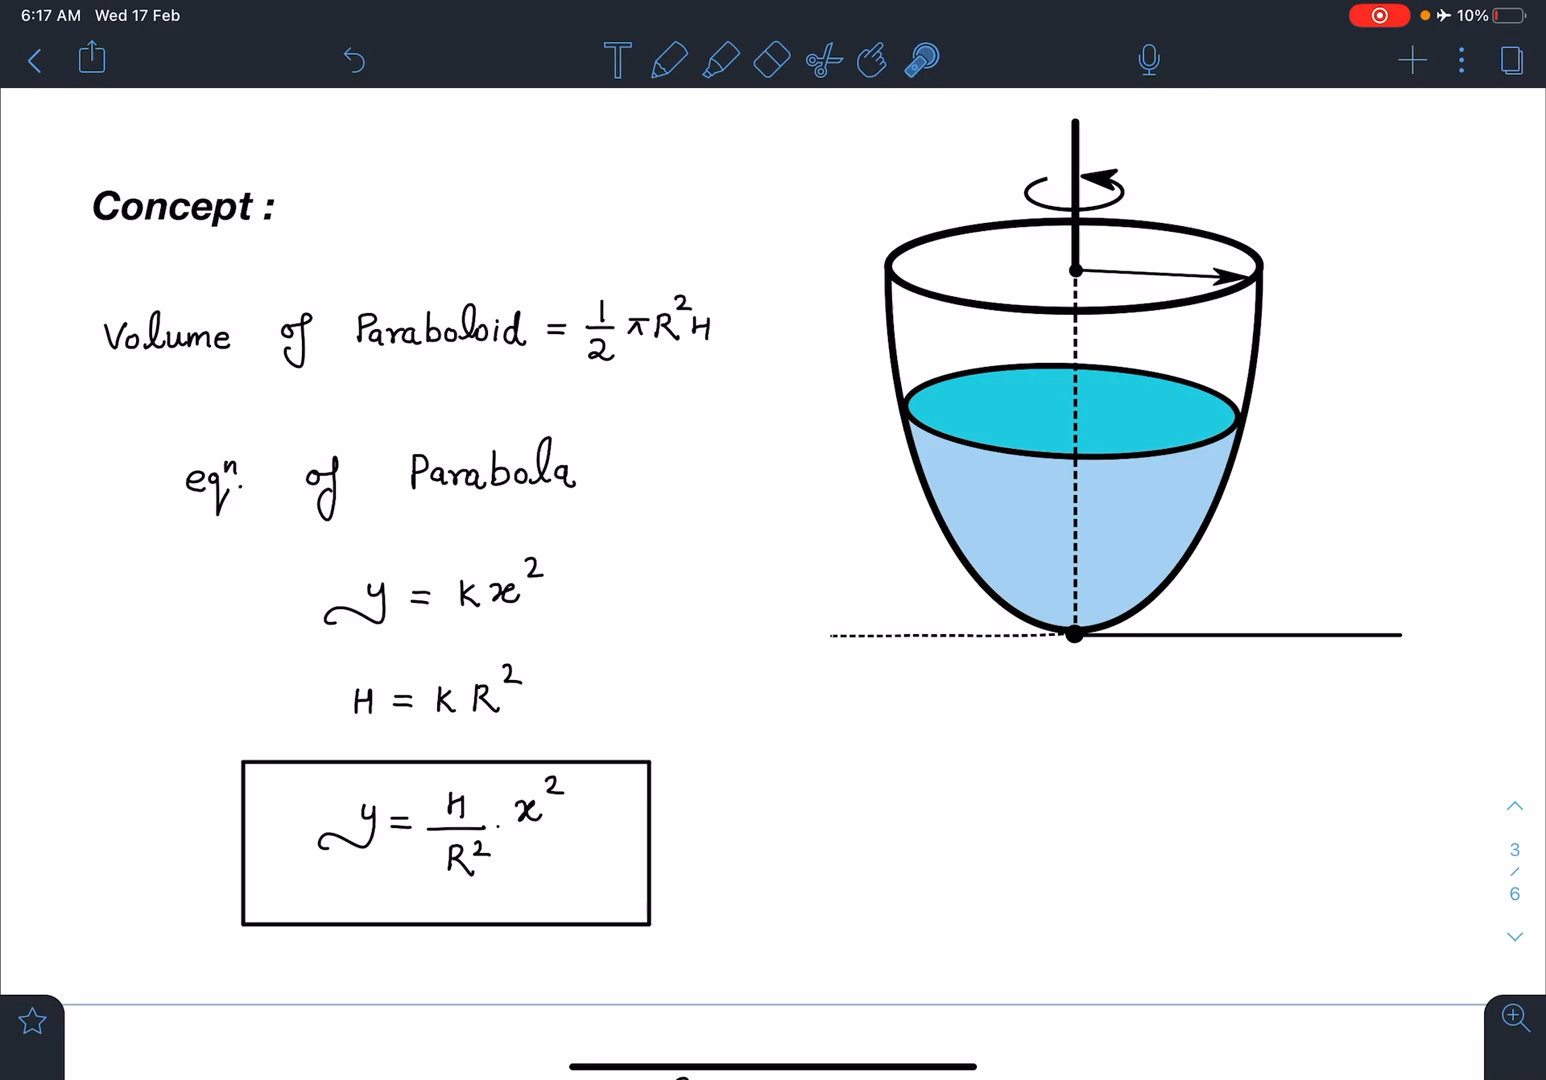 6:17 AM Wed 17 Feb
10%
Concept :
Volume of Paraboloid = 1/2 πR²H
eqⁿ. of Parabola
y = Kx²
H = KR²
y = H/R² . x²
3
/
6